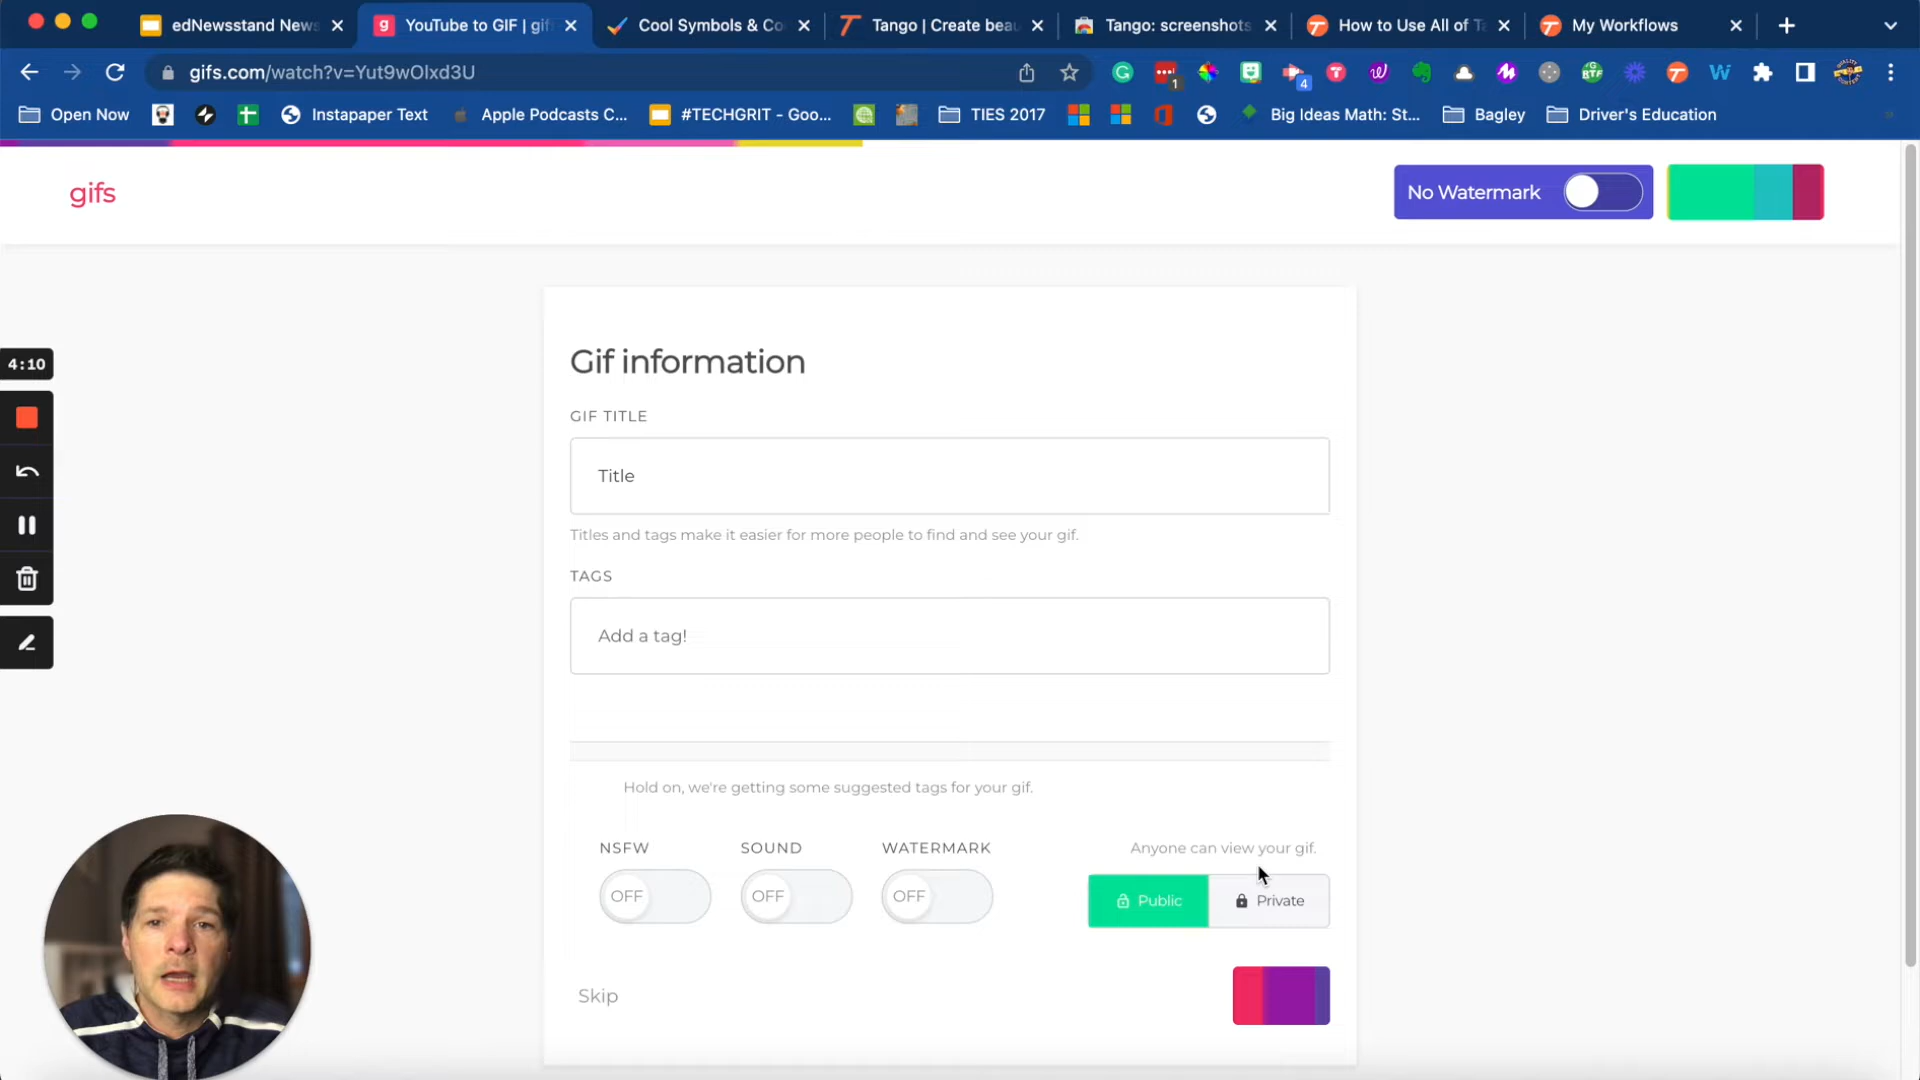 edNewsstand News
YouTube to GIF | gif
Cool Symbols & Co
Tango | Create beau
Tango: screenshots
How to Use All of Ta
My Workflows
gifs.com/watch?v=Yut9wOlxd3U
1
4
Open Now
Instapaper Text
Apple Podcasts C...
#TECHGRIT - Goo...
TIES 2017
Big Ideas Math: St...
Bagley
Driver's Education
gifs
No Watermark
4:10
Gif information
GIF TITLE
Title
Titles and tags make it easier for more people to find and see your gif.
TAGS
Add a tag!
Hold on, we're getting some suggested tags for your gif.
NSFW
SOUND
WATERMARK
Anyone can view your gif.
OFF
OFF
OFF
Public
Private
Skip